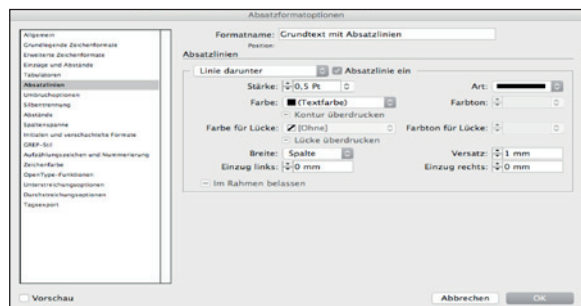 Absatzformatoptionen
Allgemein
Grundlegende Zeichenformate
Erweiterte Zeichenformate
Einzüge und Abstände
Tabulatoren
Absatzlinien
Umbruchoptionen
Silbentrennung
Abstände
Spaltenspanne
Initialen und verschachtelte Formate
GREP-Stil
Aufzählungszeichen und Nummerierung
Zeichenfarbe
OpenType-Funktionen
Unterstreichungsoptionen
Durchstreichungsoptionen
Tagsexport
Formatname: Grundtext mit Absatzlinien
Position:
Absatzlinien
Linie darunter Absatzlinie ein
Stärke: 0,5 Pt Art:
Farbe: (Textfarbe) Farbton:
Kontur überdrucken
Farbe für Lücke: [Ohne] Farbton für Lücke:
Lücke überdrucken
Breite: Spalte Versatz: 1 mm
Einzug links: 0 mm Einzug rechts: 0 mm
Im Rahmen belassen
Vorschau Abbrechen OK